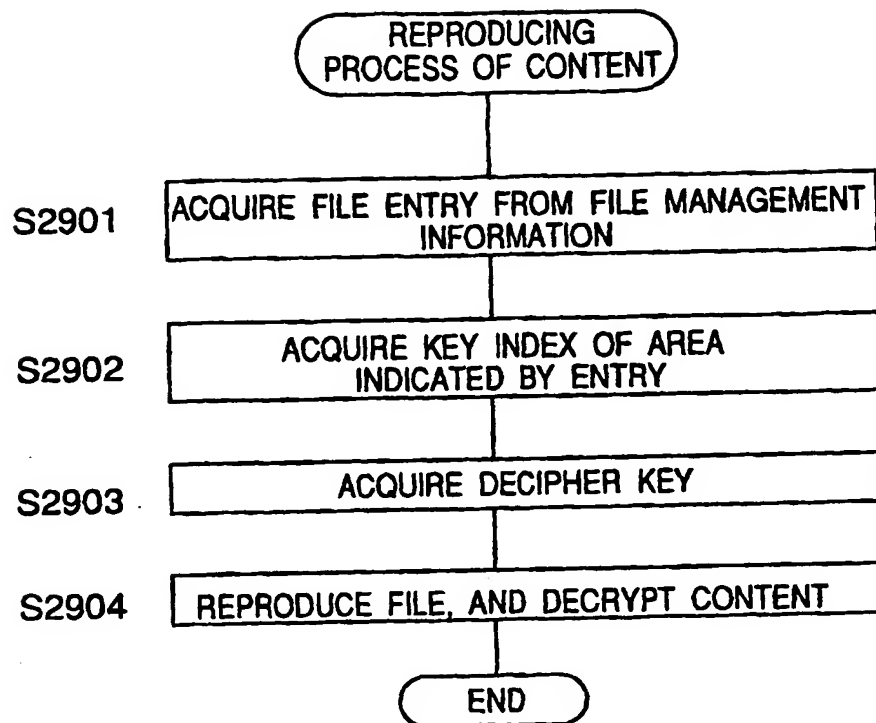 REPRODUCING
PROCESS OF CONTENT
S2901
ACQUIRE FILE ENTRY FROM FILE MANAGEMENT
INFORMATION
S2902
ACQUIRE KEY INDEX OF AREA
INDICATED BY ENTRY
S2903
ACQUIRE DECIPHER KEY
S2904
REPRODUCE FILE, AND DECRYPT CONTENT
END